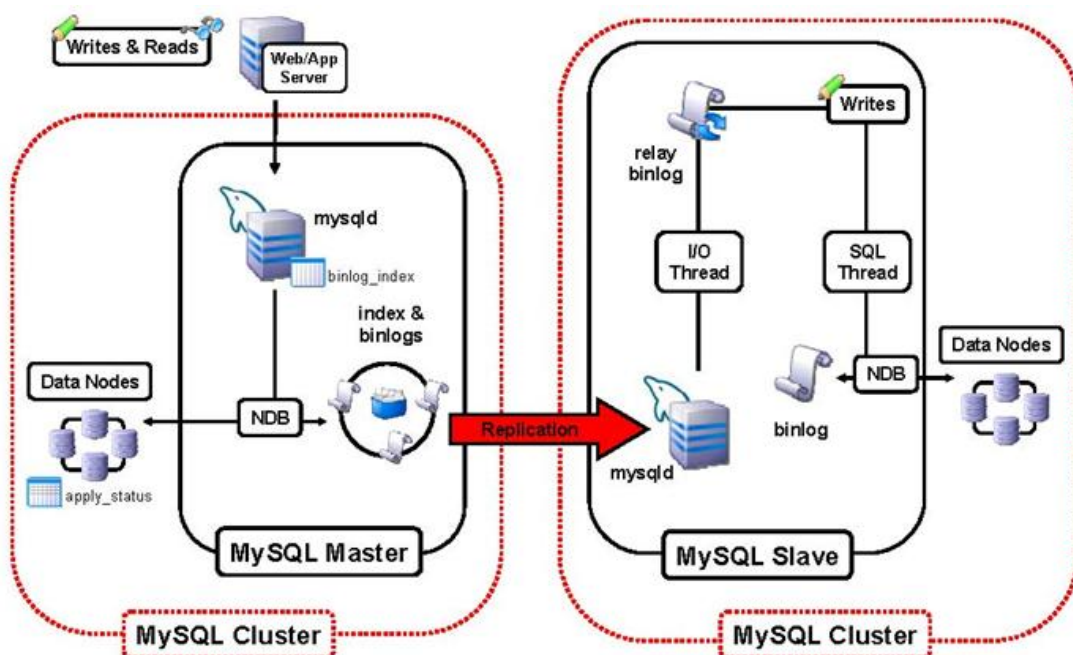 Writes & Reads
Web/App
Server
mysqld
binlog_index
index &
binlogs
Data Nodes
NDB
apply_status
MySQL Master
MySQL Cluster
Replication
relay
binlog
Writes
I/O
Thread
SQL
Thread
mysqld
binlog
NDB
Data Nodes
MySQL Slave
MySQL Cluster